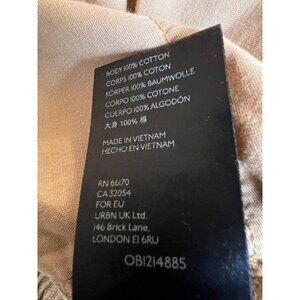 BODY 100% COTTON
CORPS 100% COTON
KÖRPER 100% BAUMWOLLE
CORPO 100% COTONE
CUERPO 100% ALGODÓN
大身 100% 棉
MADE IN VIETNAM
HECHO EN VIETNAM
RN 66170
CA 32054
FOR EU
URBN UK Ltd.
146 Brick Lane,
LONDON E1 6RU
OB1214885